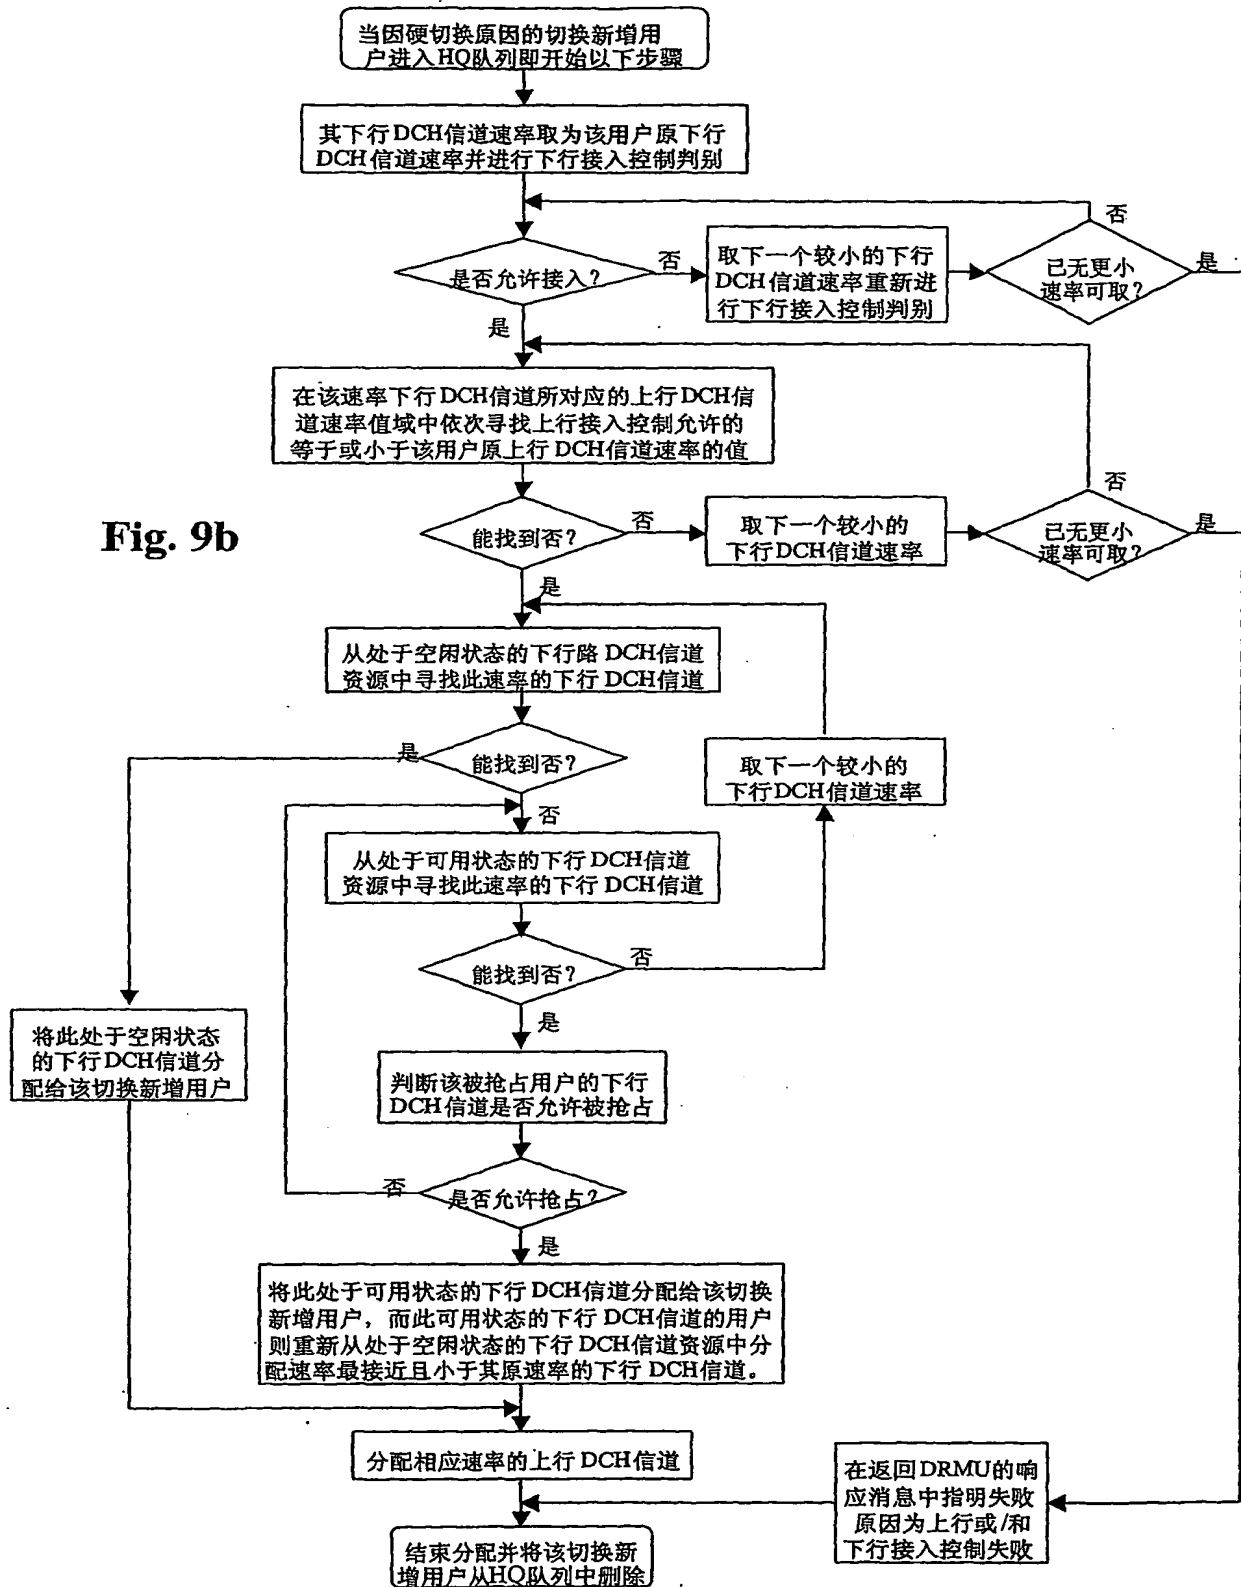 当因硬切换原因的切换新增用
户进入HQ队列即开始以下步骤
其下行DCH信道速率取为该用户原下行
DCH信道速率并进行下行接入控制判别
是否允许接入?
否
取下一个较小的下行
DCH信道速率重新进
行下行接入控制判别
否
已无更小
速率可取?
是
是
在该速率下行DCH信道所对应的上行DCH信
道速率值域中依次寻找上行接入控制允许的
等于或小于该用户原上行DCH信道速率的值
Fig. 9b
能找到否?
否
取下一个较小的
下行DCH信道速率
否
已无更小
速率可取?
是
是
从处于空闲状态的下行路DCH信道
资源中寻找此速率的下行DCH信道
是
能找到否?
取下一个较小的
下行DCH信道速率
否
从处于可用状态的下行DCH信道
资源中寻找此速率的下行DCH信道
能找到否?
否
是
将此处于空闲状态
的下行DCH信道分
配给该切换新增用户
判断该被抢占用户的下行
DCH信道是否允许被抢占
否
是否允许抢占?
是
将此处于可用状态的下行DCH信道分配给该切换
新增用户，而此可用状态的下行DCH信道的用户
则重新从处于空闲状态的下行DCH信道资源中分
配速率最接近且小于其原速率的下行DCH信道。
分配相应速率的上行DCH信道
在返回DRMU的响
应消息中指明失败
原因为上行或/和
下行接入控制失败
结束分配并将该切换新
增用户从HQ队列中删除